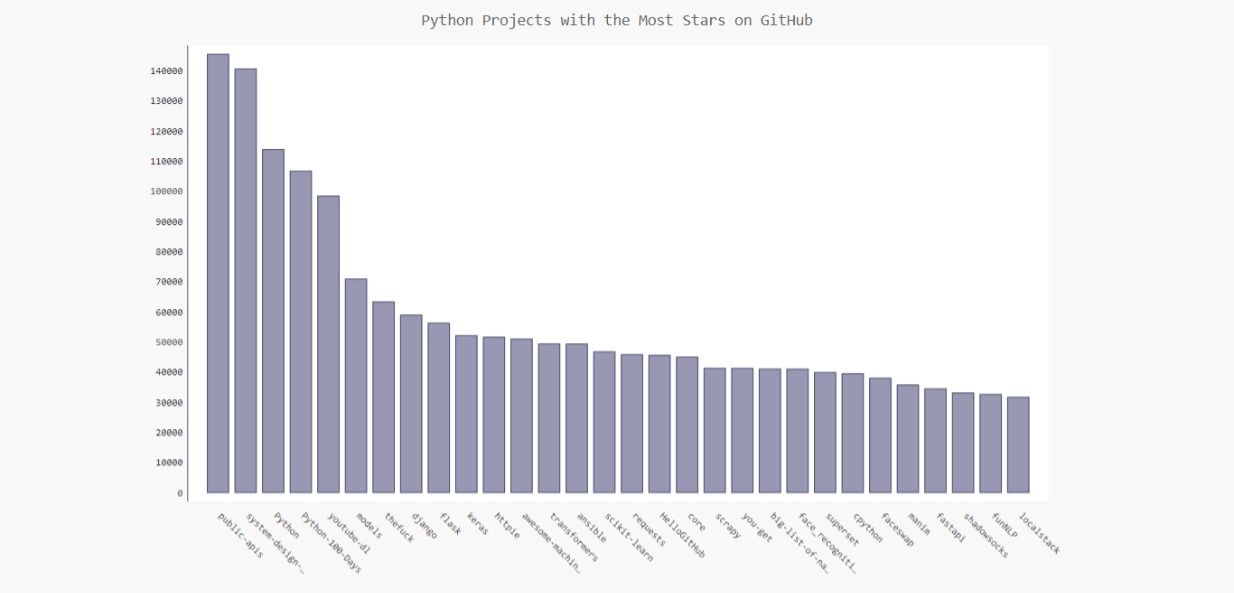 Python Projects with the Most Stars on GitHub
140000
130000
120000
110000
100000
90000
80000
70000
60000
50000
40000
30000
20000
10000
0
public-apis
system-design-…
Python
Python-100-Days
youtube-dl
models
thefuck
django
flask
keras
httpie
awesome-machin…
transformers
ansible
scikit-learn
requests
HelloGitHub
core
scrapy
you-get
big-list-of-na…
face_recogniti…
superset
cpython
faceswap
manim
fastapi
shadowsocks
funNLP
localstack